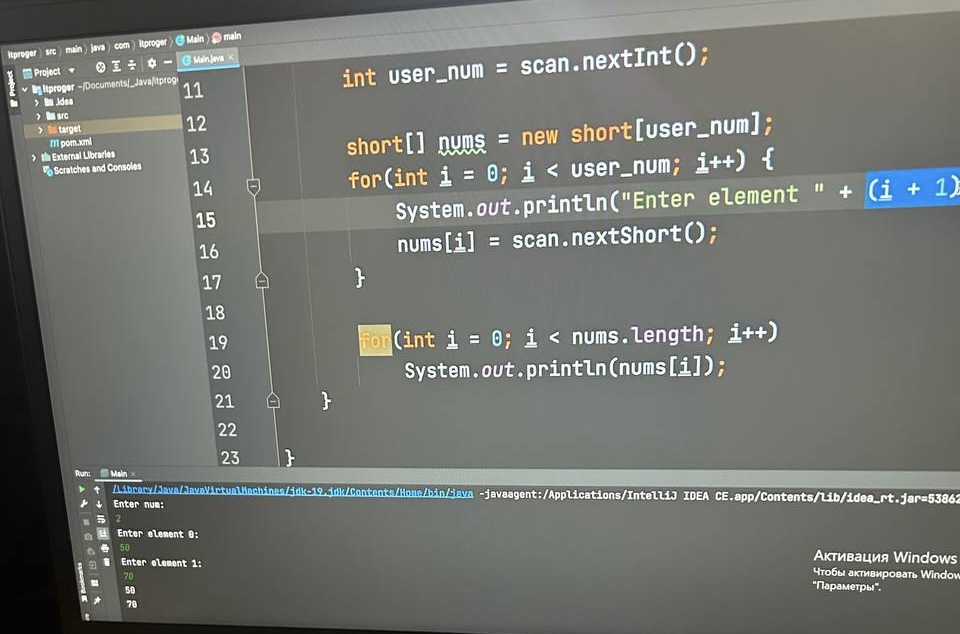 itproger src main java com itproger Main main
Project
Main.java
Project
itproger ~/Documents/_Java/itprog
.idea
src
target
pom.xml
External Libraries
Scratches and Consoles
11 int user_num = scan.nextInt();
12
13 short[] nums = new short[user_num];
14 for(int i = 0; i < user_num; i++) {
15 System.out.println("Enter element " + (i + 1)
16 nums[i] = scan.nextShort();
17 }
18
19 for(int i = 0; i < nums.length; i++)
20 System.out.println(nums[i]);
21 }
22
23 }
Run: Main
/Library/Java/JavaVirtualMachines/jdk-19.jdk/Contents/Home/bin/java -javaagent:/Applications/IntelliJ IDEA CE.app/Contents/lib/idea_rt.jar=53862
Enter num:
2
Enter element 0:
50
Enter element 1:
70
50
70
Bookmarks
Активация Windows
Чтобы активировать Window
"Параметры".